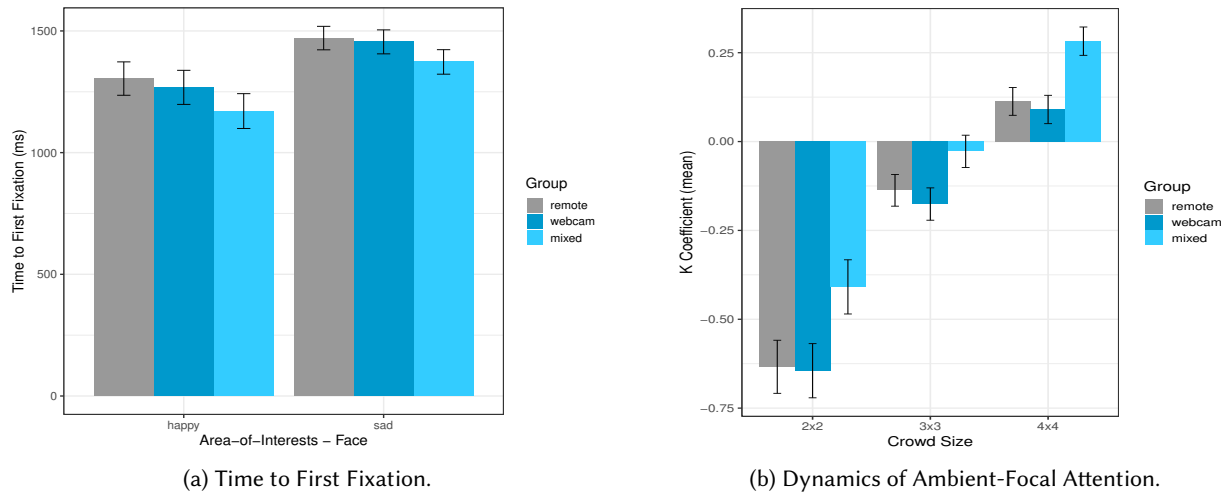 1500
1000
500
0
Time to First Fixation (ms)
happy
sad
Area−of−Interests − Face
Group
remote
webcam
mixed
(a) Time to First Fixation.
0.25
0.00
−0.25
−0.50
−0.75
K Coefficient (mean)
2x2
3x3
4x4
Crowd Size
Group
remote
webcam
mixed
(b) Dynamics of Ambient-Focal Attention.